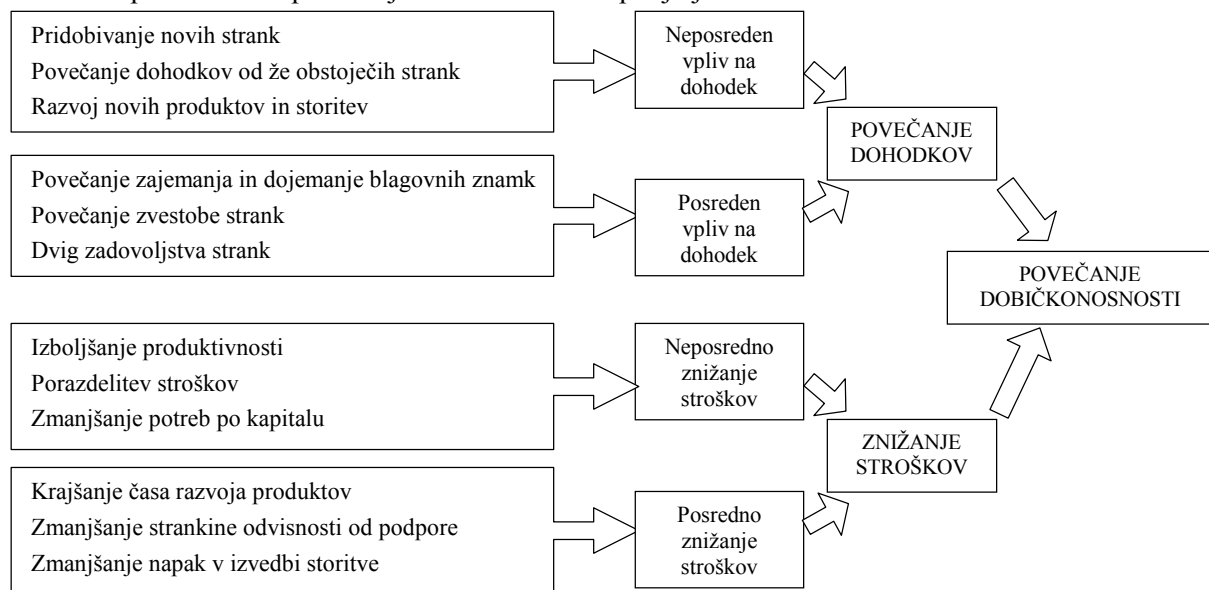 Pridobivanje novih strank
Povečanje dohodkov od že obstoječih strank
Razvoj novih produktov in storitev
Neposreden
vpliv na
dohodek
POVEČANJE
DOHODKOV
Povečanje zajemanja in dojemanje blagovnih znamk
Povečanje zvestobe strank
Dvig zadovoljstva strank
Posreden
vpliv na
dohodek
POVEČANJE
DOBIČKONOSNOSTI
Izboljšanje produktivnosti
Porazdelitev stroškov
Zmanjšanje potreb po kapitalu
Neposredno
znižanje
stroškov
ZNIŽANJE
STROŠKOV
Krajšanje časa razvoja produktov
Zmanjšanje strankine odvisnosti od podpore
Zmanjšanje napak v izvedbi storitve
Posredno
znižanje
stroškov